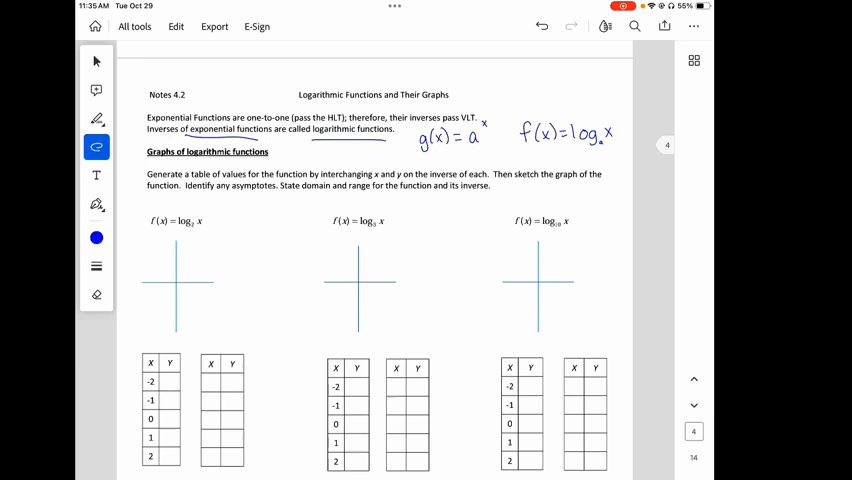 11:35 AM Tue Oct 29
55%
All tools Edit Export E-Sign
Notes 4.2 Logarithmic Functions and Their Graphs
Exponential Functions are one-to-one (pass the HLT); therefore, their inverses pass VLT.
Inverses of exponential functions are called logarithmic functions.
g(x) = a^x f(x) = log_a x
Graphs of logarithmic functions
Generate a table of values for the function by interchanging x and y on the inverse of each. Then sketch the graph of the
function. Identify any asymptotes. State domain and range for the function and its inverse.
f(x) = log₂ x f(x) = log₃ x f(x) = log₁₀ x
X Y X Y X Y X Y X Y X Y
-2 -2 -2
-1 -1 -1
0 0 0
1 1 1
2 2 2
4
4
14
T